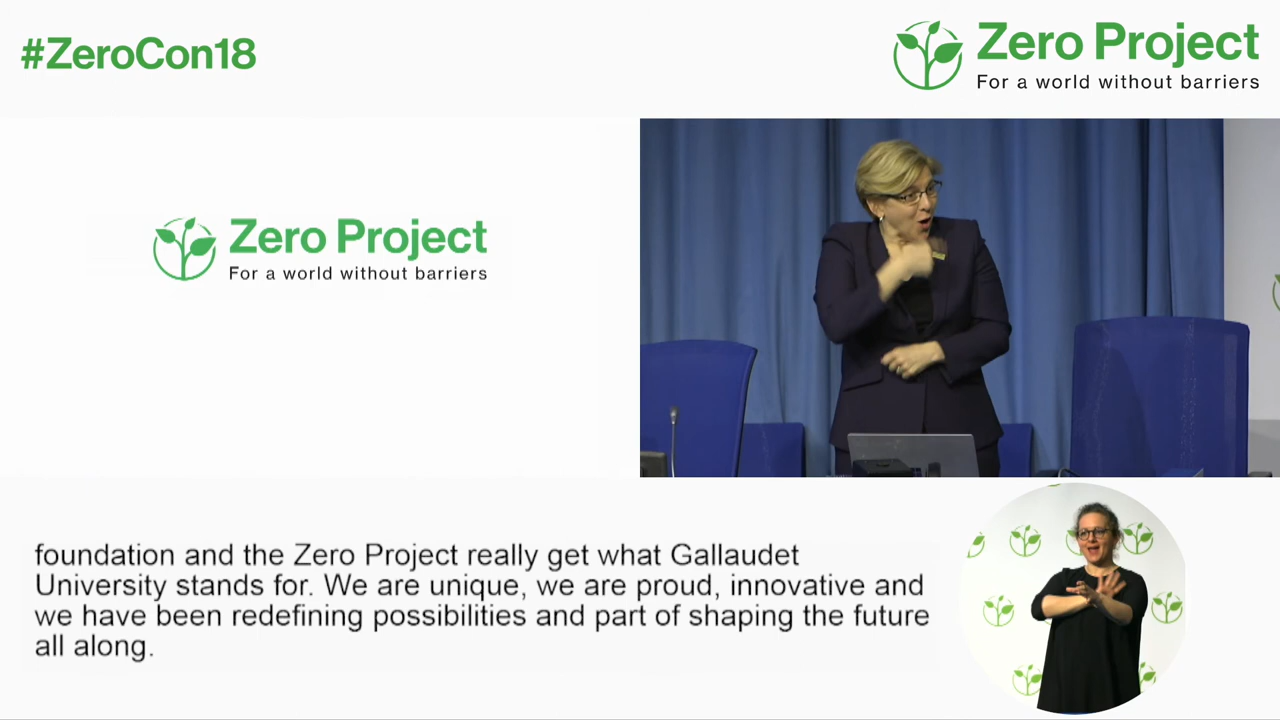 #ZeroCon18
Zero Project
For a world without barriers
Zero Project
For a world without barriers
foundation and the Zero Project really get what Gallaudet
University stands for. We are unique, we are proud, innovative and
we have been redefining possibilities and part of shaping the future
all along.